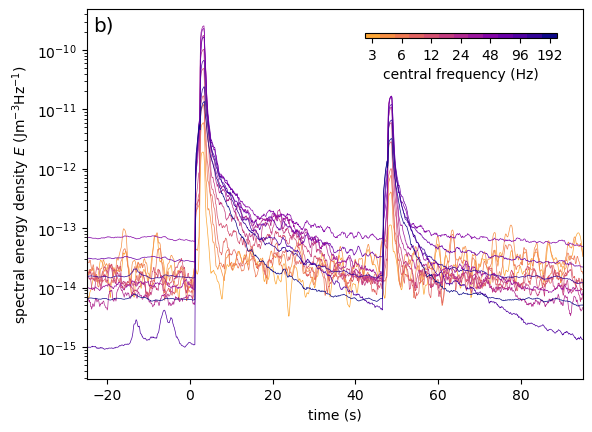 b)
3 6 12 24 48 96 192
central frequency (Hz)
spectral energy density E (Jm⁻³Hz⁻¹)
10⁻¹⁰
10⁻¹¹
10⁻¹²
10⁻¹³
10⁻¹⁴
10⁻¹⁵
−20 0 20 40 60 80
time (s)